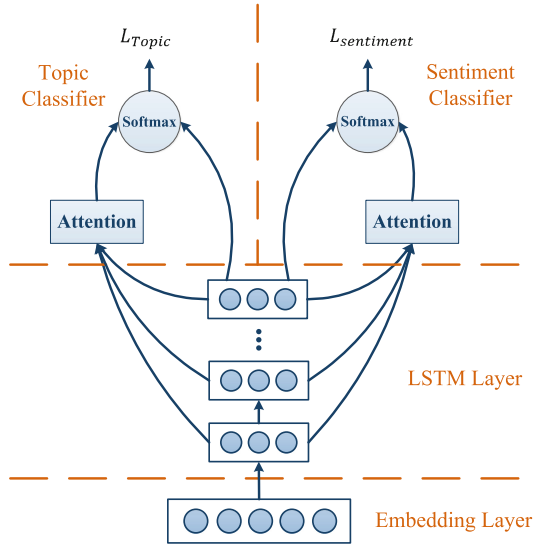 L_Topic
L_sentiment
Topic
Classifier
Sentiment
Classifier
Softmax
Softmax
Attention
Attention
LSTM Layer
Embedding Layer